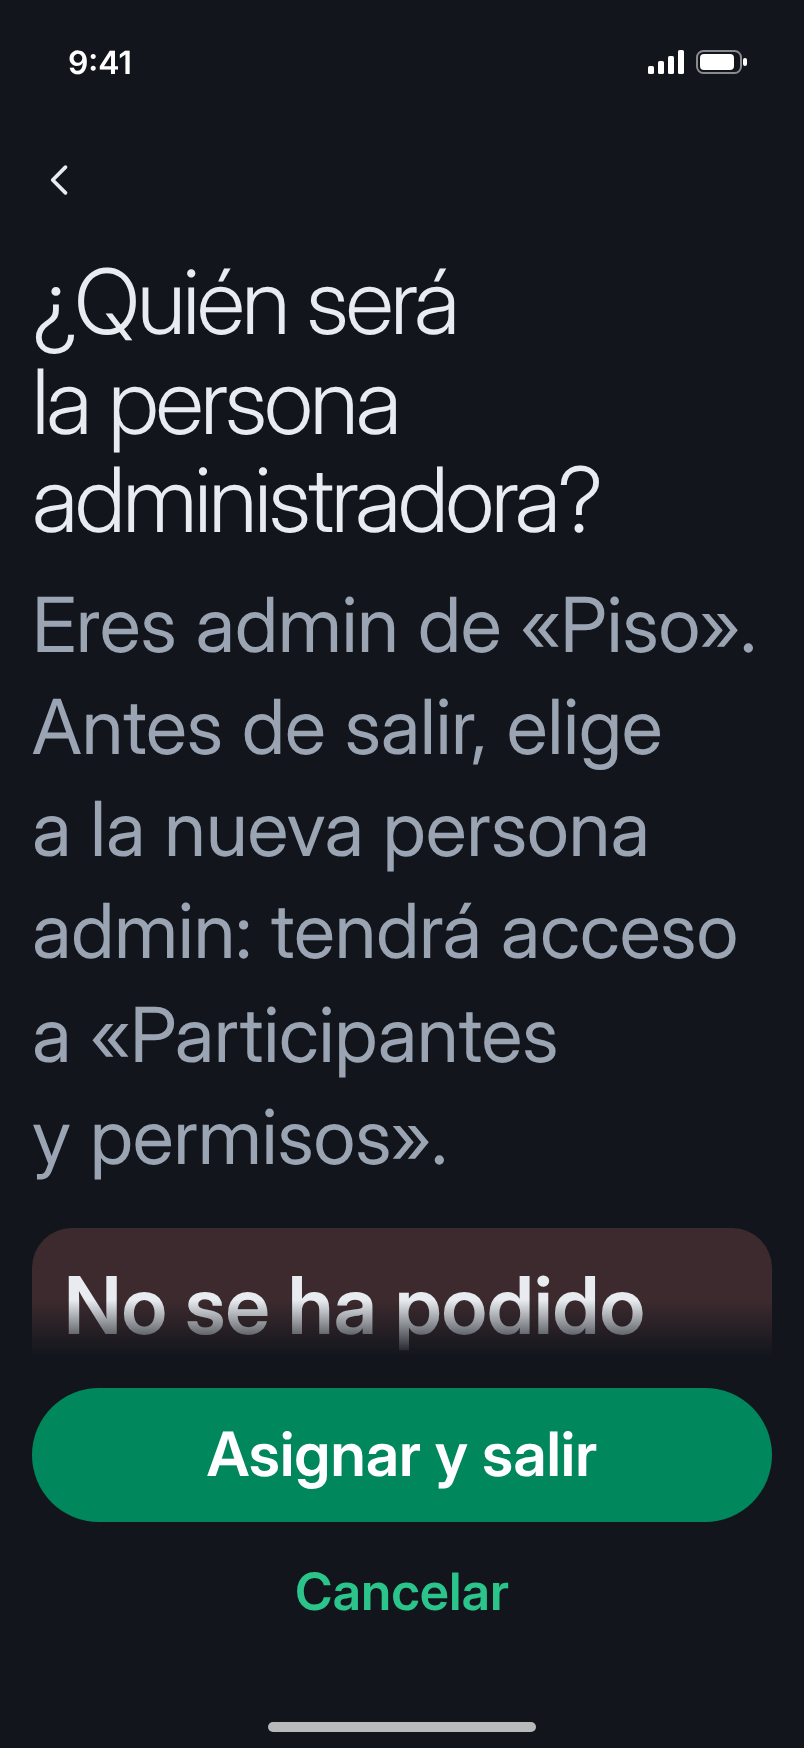 9:41
¿Quién será
la persona
administradora?
Eres admin de «Piso».
Antes de salir, elige
a la nueva persona
admin: tendrá acceso
a «Participantes
y permisos».
No se ha podido
Asignar y salir
Cancelar